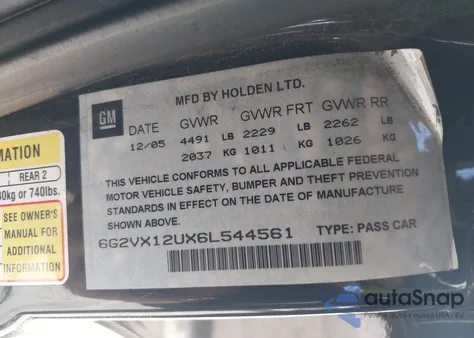 MFD BY HOLDEN LTD.
GM
DATE GVWR GVWR FRT GVWR RR
12/05 4491 LB 2229 LB 2262 LB
2037 KG 1011 KG 1026 KG
THIS VEHICLE CONFORMS TO ALL APPLICABLE FEDERAL
MOTOR VEHICLE SAFETY, BUMPER AND THEFT PREVENTION
STANDARDS IN EFFECT ON THE DATE OF MANUFACTURE
SHOWN ABOVE.
6G2VX12UX6L544561 TYPE: PASS CAR
MATION
REAR 2
0kg or 740lbs.
SEE OWNER'S
MANUAL FOR
ADDITIONAL
INFORMATION
autoSnap